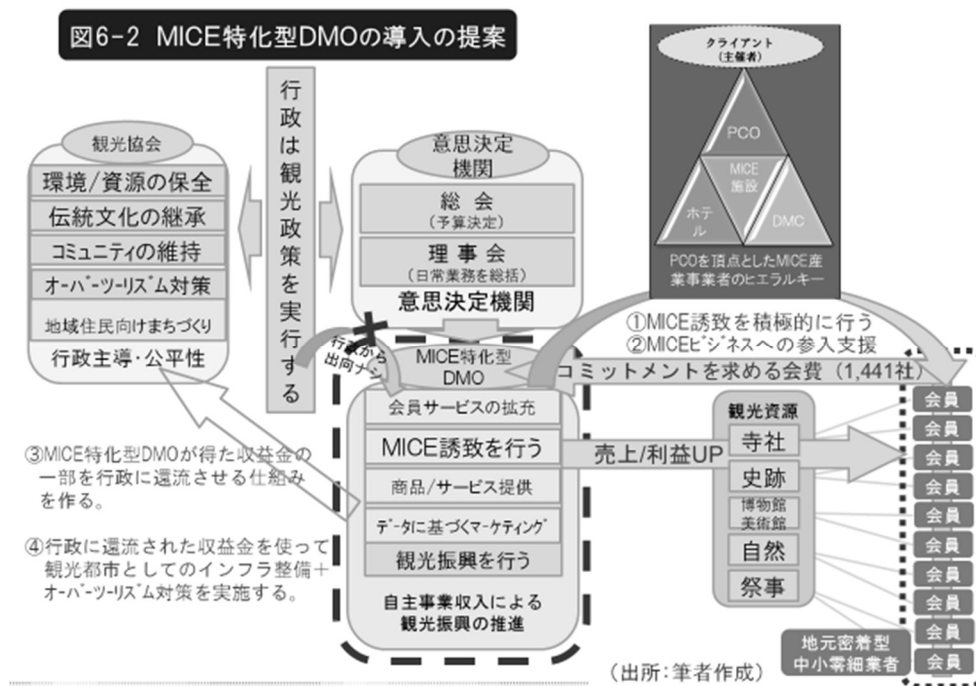 図6-2 MICE特化型DMOの導入の提案
観光協会
環境/資源の保全
伝統文化の継承
コミュニティの維持
オーバーツーリズム対策
地域住民向けまちづくり
行政主導・公平性
行政は観光政策を実行する
意思決定
機関
総会
(予算決定)
理事会
(日常業務を総括)
意思決定機関
クライアント
(主催者)
PCO
MICE
施設
ホテ
ル
DMC
PCOを頂点としたMICE産
業事業者のヒエラルキー
①MICE誘致を積極的に行う
②MICEビジネスへの参入支援
行政から
出向ナシ
MICE特化型
DMO
コミットメントを求める会費(1,441社)
会員サービスの拡充
MICE誘致を行う
商品/サービス提供
データに基づくマーケティング
観光振興を行う
自主事業収入による
観光振興の推進
売上/利益UP
観光資源
寺社
史跡
博物館
美術館
自然
祭事
会員
会員
会員
会員
会員
会員
会員
会員
会員
会員
地元密着型
中小零細業者
③MICE特化型DMOが得た収益金の
一部を行政に還流させる仕組み
を作る。
④行政に還流された収益金を使って
観光都市としてのインフラ整備+
オーバーツーリズム対策を実施する。
(出所:筆者作成)